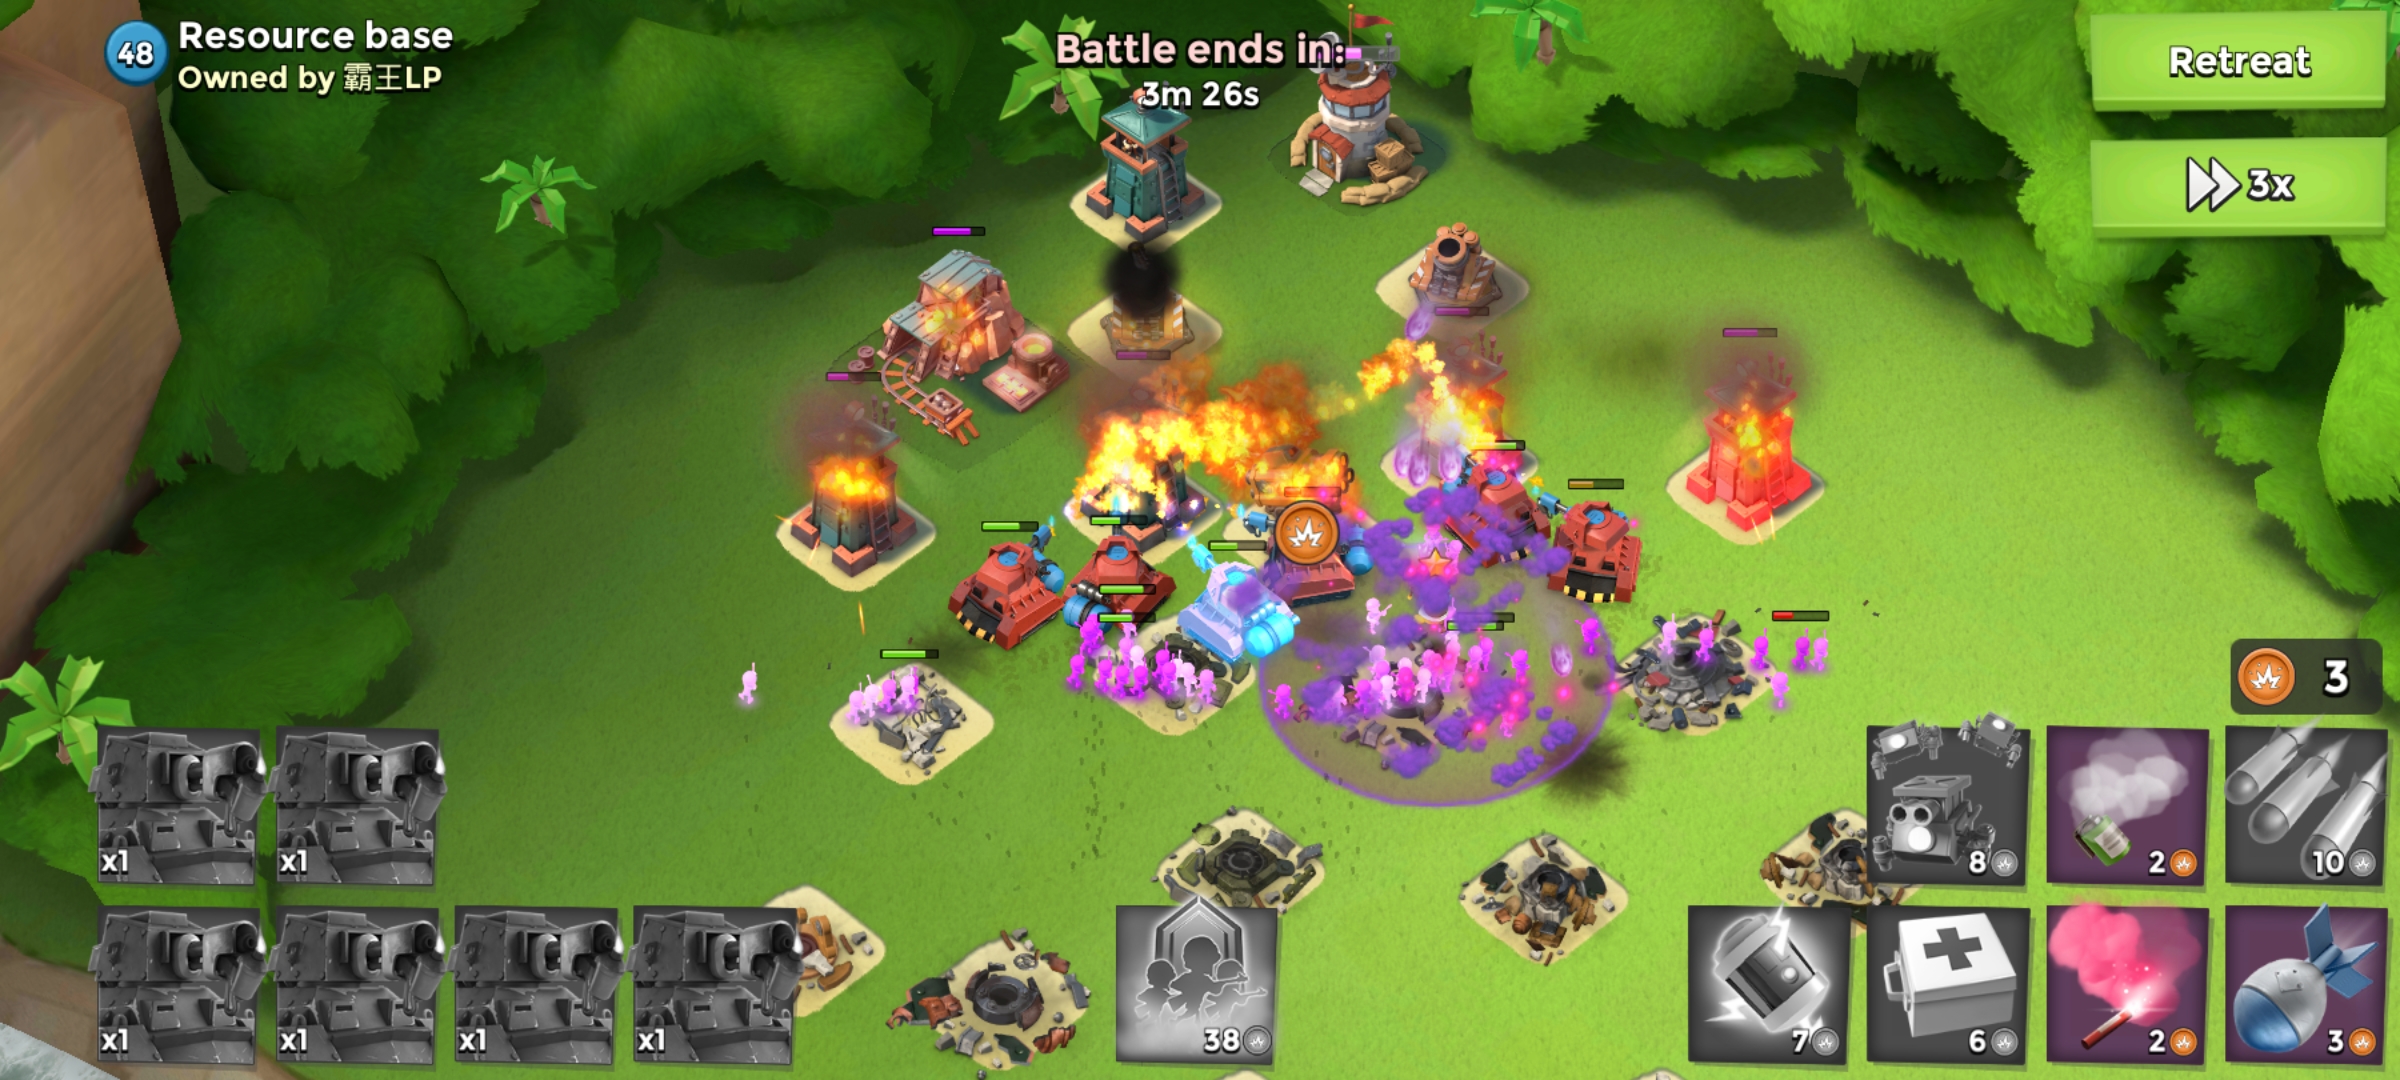 48
Resource base
Owned by 霸王LP
Battle ends in:
3m 26s
Retreat
3x
3
x1
x1
8
2
10
x1
x1
x1
x1
38
7
6
2
3